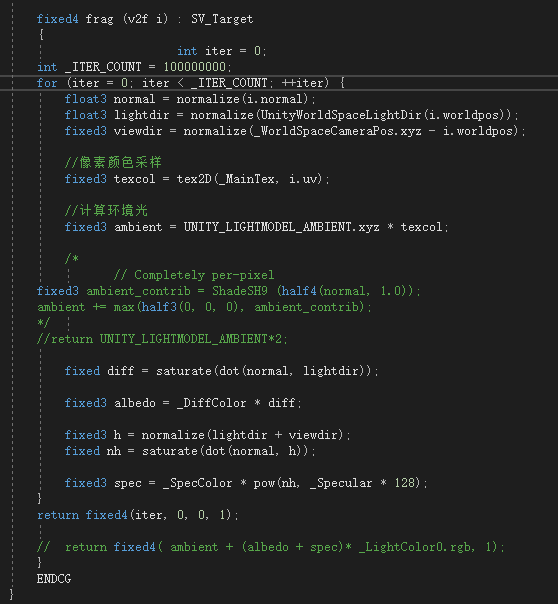 fixed4 frag (v2f i) : SV_Target
{
int iter = 0;
int _ITER_COUNT = 100000000;
for (iter = 0; iter < _ITER_COUNT; ++iter) {
float3 normal = normalize(i.normal);
float3 lightdir = normalize(UnityWorldSpaceLightDir(i.worldpos));
fixed3 viewdir = normalize(_WorldSpaceCameraPos.xyz - i.worldpos);
//像素颜色采样
fixed3 texcol = tex2D(_MainTex, i.uv);
//计算环境光
fixed3 ambient = UNITY_LIGHTMODEL_AMBIENT.xyz * texcol;
/*
// Completely per-pixel
fixed3 ambient_contrib = ShadeSH9 (half4(normal, 1.0));
ambient += max(half3(0, 0, 0), ambient_contrib);
*/
//return UNITY_LIGHTMODEL_AMBIENT*2;
fixed diff = saturate(dot(normal, lightdir));
fixed3 albedo = _DiffColor * diff;
fixed3 h = normalize(lightdir + viewdir);
fixed nh = saturate(dot(normal, h));
fixed3 spec = _SpecColor * pow(nh, _Specular * 128);
}
return fixed4(iter, 0, 0, 1);
//  return fixed4( ambient + (albedo + spec)* _LightColor0.rgb, 1);
}
ENDCG
}